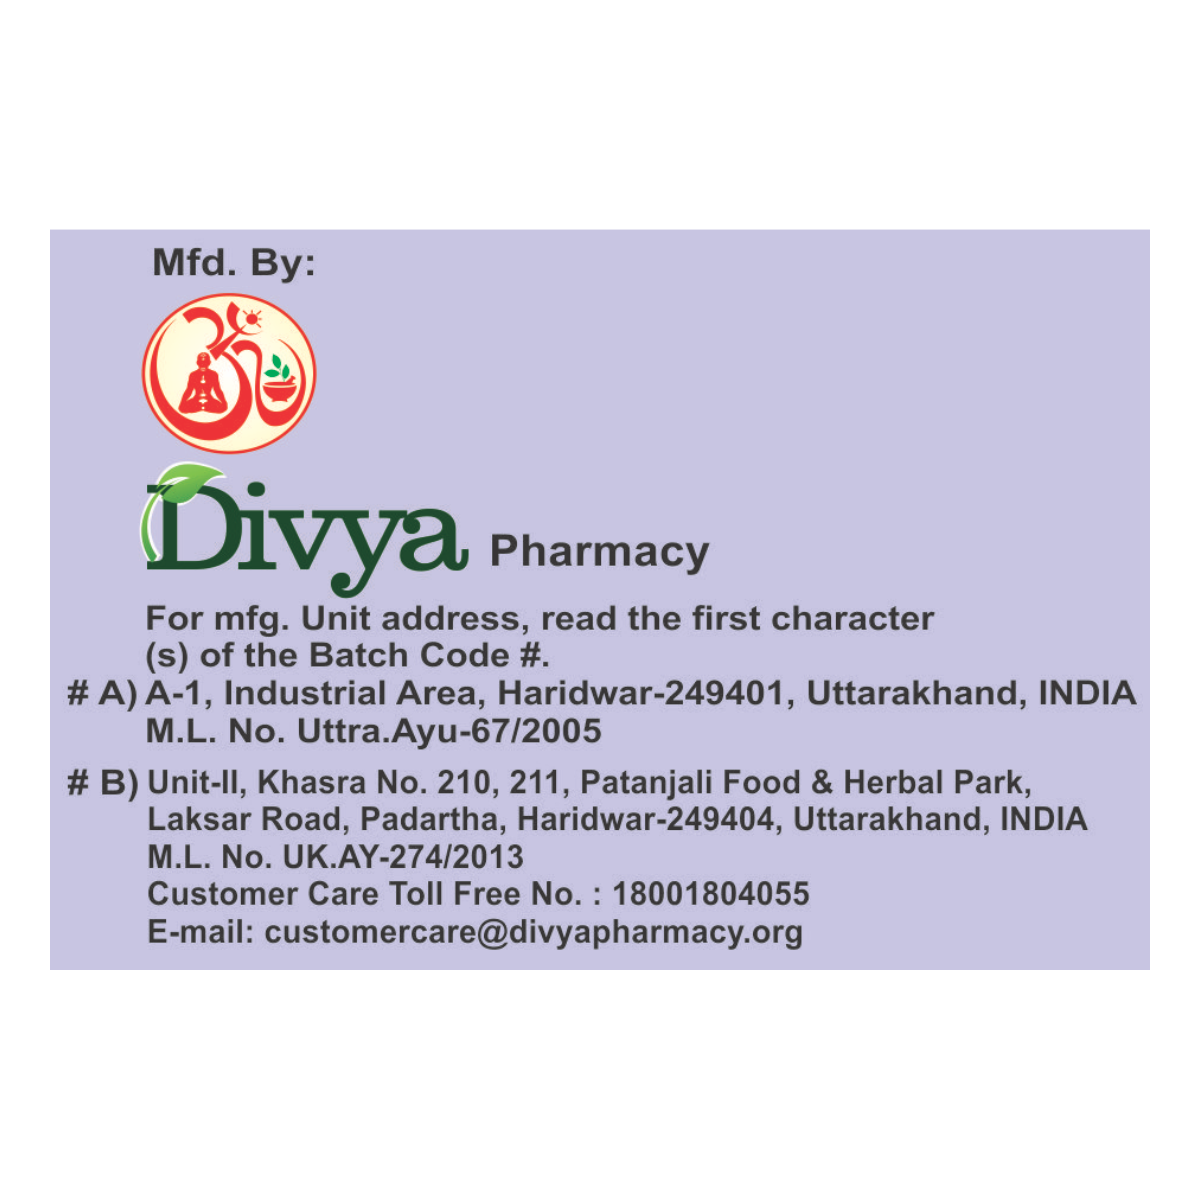 Mfd. By:
Divya Pharmacy
For mfg. Unit address, read the first character
(s) of the Batch Code #.
# A) A-1, Industrial Area, Haridwar-249401, Uttarakhand, INDIA
M.L. No. Uttra.Ayu-67/2005
# B) Unit-II, Khasra No. 210, 211, Patanjali Food & Herbal Park,
Laksar Road, Padartha, Haridwar-249404, Uttarakhand, INDIA
M.L. No. UK.AY-274/2013
Customer Care Toll Free No. : 18001804055
E-mail: customercare@divyapharmacy.org